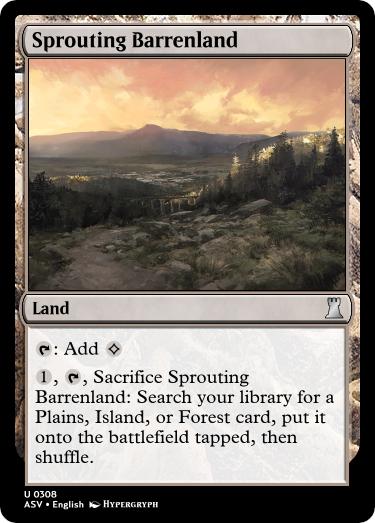 Sprouting Barrenland
Land
: Add
1, , Sacrifice Sprouting
Barrenland: Search your library for a
Plains, Island, or Forest card, put it
onto the battlefield tapped, then
shuffle.
U 0308
ASV • English HYPERGRYPH